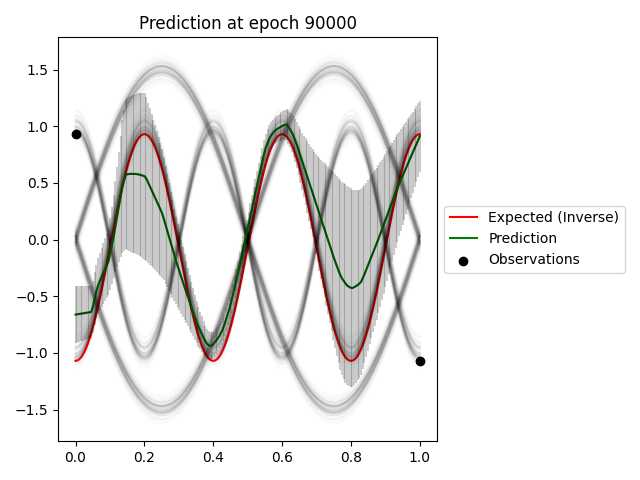 Prediction at epoch 90000
1.5
1.0
0.5
0.0
−0.5
−1.0
−1.5
0.0 0.2 0.4 0.6 0.8 1.0
Expected (Inverse)
Prediction
Observations